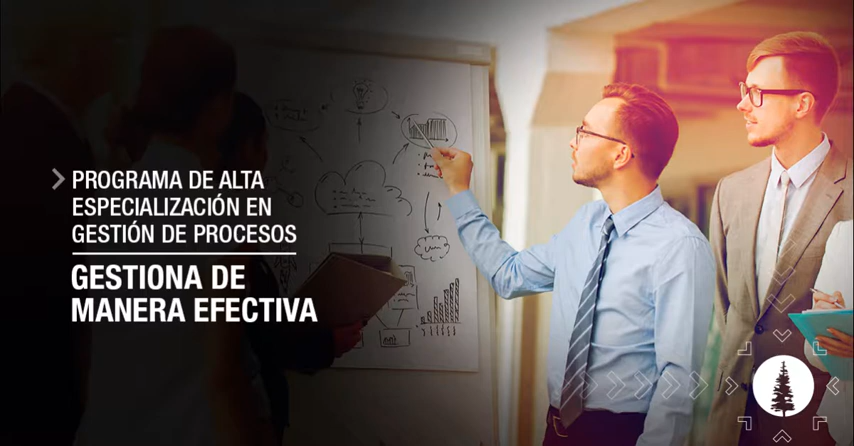 PROGRAMA DE ALTA
ESPECIALIZACIÓN EN
GESTIÓN DE PROCESOS
GESTIONA DE
MANERA EFECTIVA